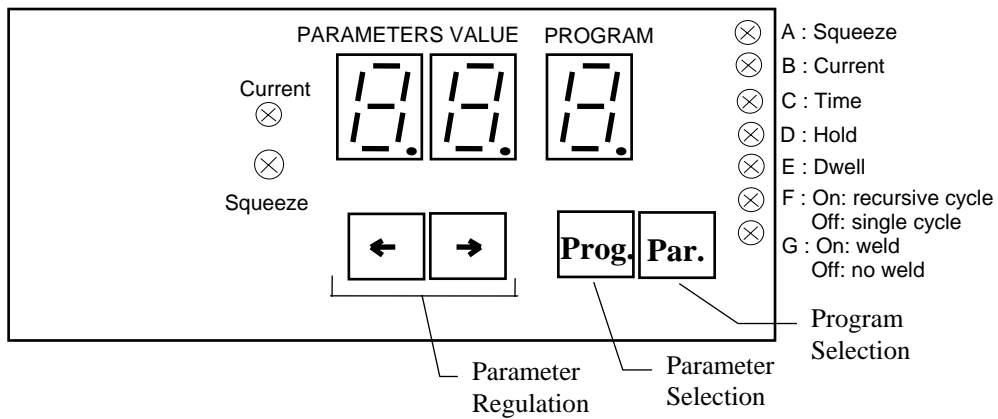 PARAMETERS VALUE PROGRAM
Current
Squeeze
A : Squeeze
B : Current
C : Time
D : Hold
E : Dwell
F : On: recursive cycle
Off: single cycle
G : On: weld
Off: no weld
Prog. Par.
Program
Selection
Parameter
Regulation
Parameter
Selection